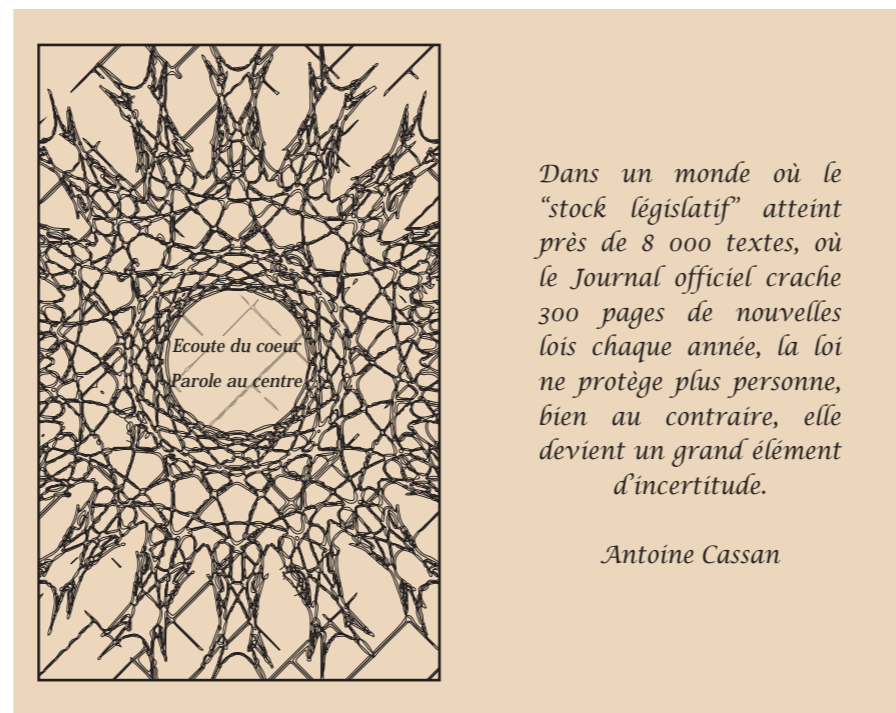 Ecoute du coeur
Parole au centre
Dans un monde où le
“stock législatif” atteint
près de 8 000 textes, où
le Journal officiel crache
300 pages de nouvelles
lois chaque année, la loi
ne protège plus personne,
bien au contraire, elle
devient un grand élément
d’incertitude.
Antoine Cassan